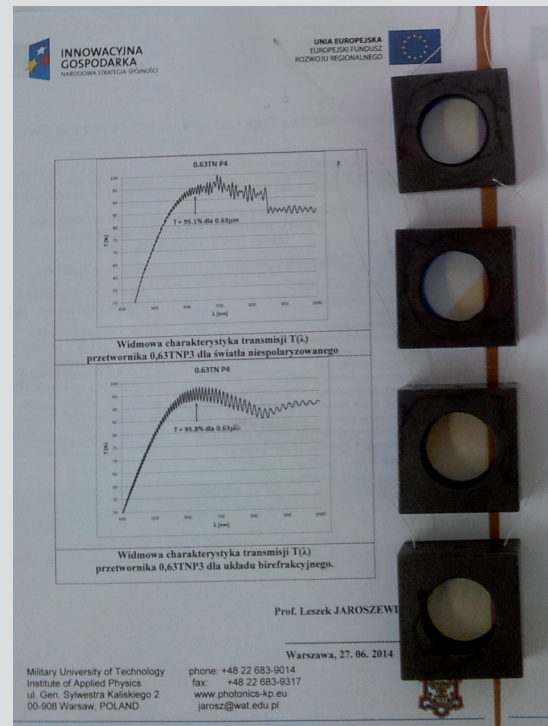 INNOWACYJNA
GOSPODARKA
NARODOWA STRATEGIA SPÓJNOŚCI
UNIA EUROPEJSKA
EUROPEJSKI FUNDUSZ
ROZWOJU REGIONALNEGO
0.63TN P4
T = 95.1% dla 0.63μm
T [%]
λ [nm]
Widmowa charakterystyka transmisji T(λ)
przetwornika 0,63TNP3 dla światła niespolaryzowanego
0.63TN P4
T = 95.8% dla 0.63μm
T [%]
λ [nm]
Widmowa charakterystyka transmisji T(λ)
przetwornika 0,63TNP3 dla układu birefrakcyjnego.
Prof. Leszek JAROSZEWI
Warszawa, 27. 06. 2014
Military University of Technology
Institute of Applied Physics
ul. Gen. Sylwestra Kaliskiego 2
00-908 Warsaw, POLAND
phone: +48 22 683-9014
fax: +48 22 683-9317
www.photonics-kp.eu
jarosz@wat.edu.pl